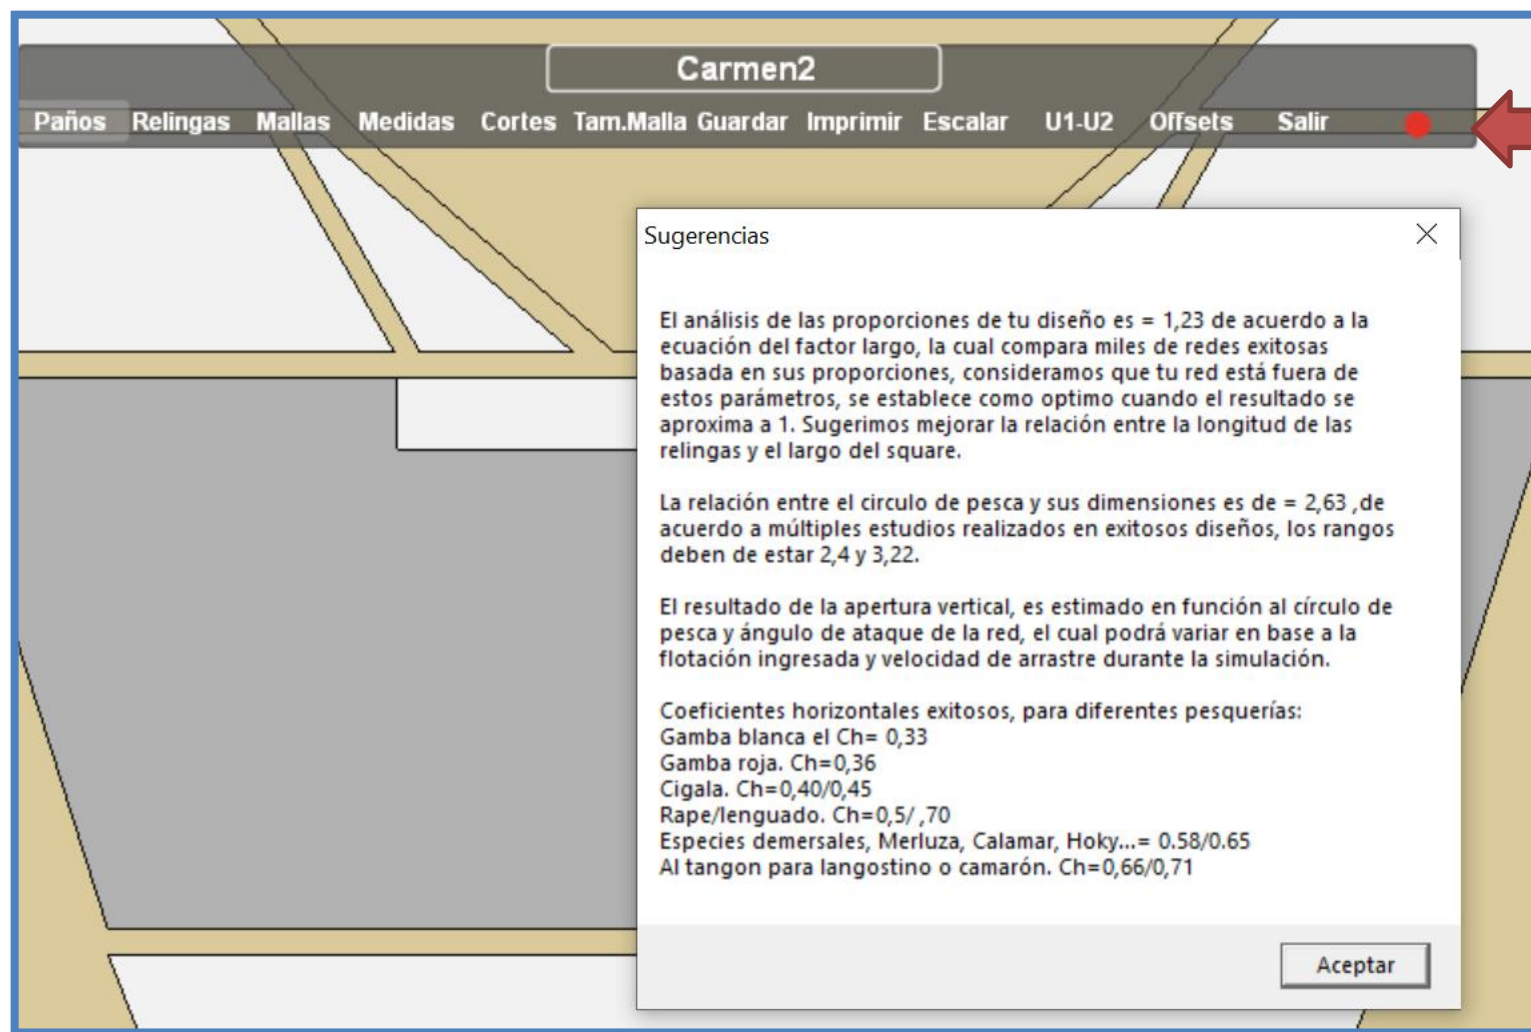 Carmen2
Paños Relingas Mallas Medidas Cortes Tam.Malla Guardar Imprimir Escalar U1-U2 Offsets Salir
Sugerencias
El análisis de las proporciones de tu diseño es = 1,23 de acuerdo a la
ecuación del factor largo, la cual compara miles de redes exitosas
basada en sus proporciones, consideramos que tu red está fuera de
estos parámetros, se establece como optimo cuando el resultado se
aproxima a 1. Sugerimos mejorar la relación entre la longitud de las
relingas y el largo del square.
La relación entre el circulo de pesca y sus dimensiones es de = 2,63 ,de
acuerdo a múltiples estudios realizados en exitosos diseños, los rangos
deben de estar 2,4 y 3,22.
El resultado de la apertura vertical, es estimado en función al círculo de
pesca y ángulo de ataque de la red, el cual podrá variar en base a la
flotación ingresada y velocidad de arrastre durante la simulación.
Coeficientes horizontales exitosos, para diferentes pesquerías:
Gamba blanca el Ch= 0,33
Gamba roja. Ch=0,36
Cigala. Ch=0,40/0,45
Rape/lenguado. Ch=0,5/ ,70
Especies demersales, Merluza, Calamar, Hoky...= 0.58/0.65
Al tangon para langostino o camarón. Ch=0,66/0,71
Aceptar